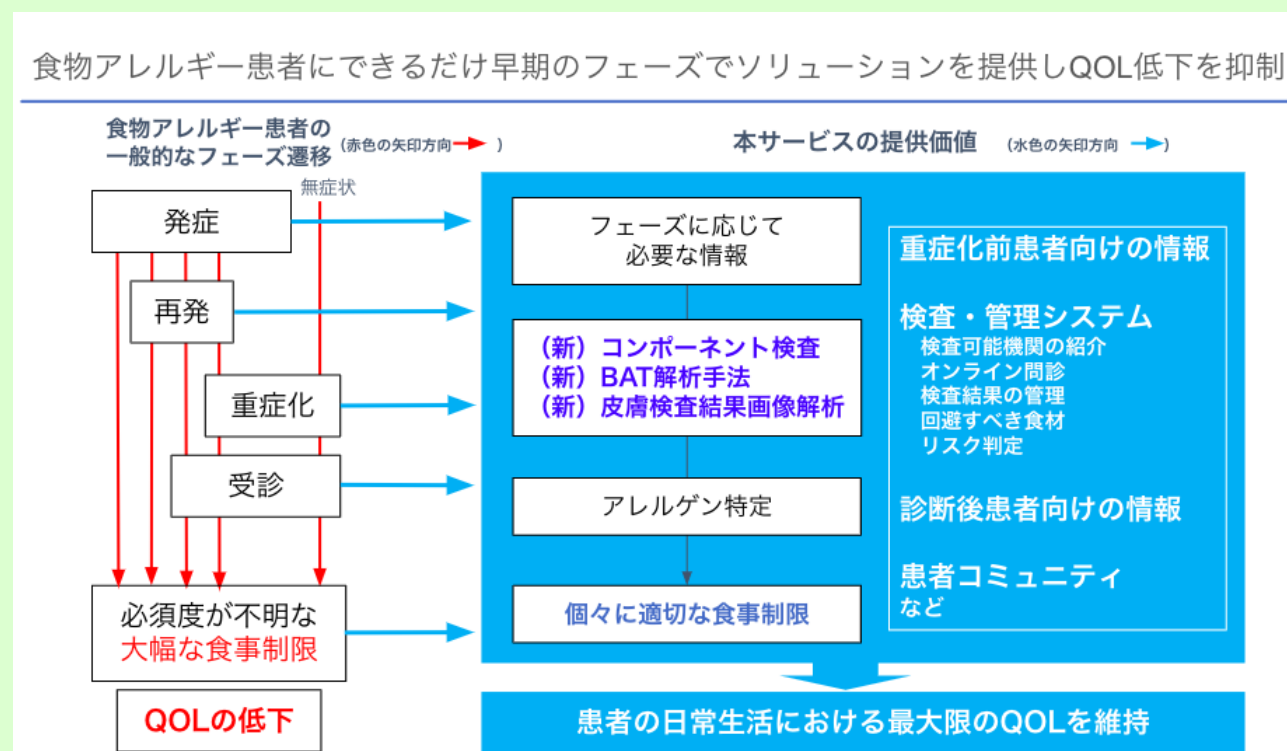 食物アレルギー患者にできるだけ早期のフェーズでソリューションを提供しQOL低下を抑制
食物アレルギー患者の
一般的なフェーズ遷移 (赤色の矢印方向 )
無症状
発症
再発
重症化
受診
必須度が不明な
大幅な食事制限
QOLの低下
本サービスの提供価値 (水色の矢印方向 )
フェーズに応じて
必要な情報
(新) コンポーネント検査
(新) BAT解析手法
(新) 皮膚検査結果画像解析
アレルゲン特定
個々に適切な食事制限
重症化前患者向けの情報
検査・管理システム
検査可能機関の紹介
オンライン問診
検査結果の管理
回避すべき食材
リスク判定
診断後患者向けの情報
患者コミュニティ
など
患者の日常生活における最大限のQOLを維持